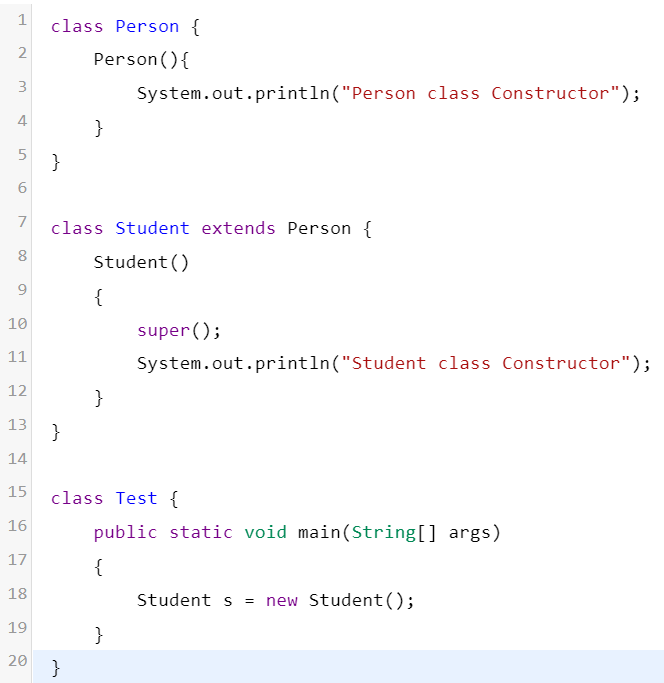 1 class Person {
2     Person(){
3         System.out.println("Person class Constructor");
4     }
5 }
6
7 class Student extends Person {
8     Student()
9     {
10         super();
11         System.out.println("Student class Constructor");
12     }
13 }
14
15 class Test {
16     public static void main(String[] args)
17     {
18         Student s = new Student();
19     }
20 }